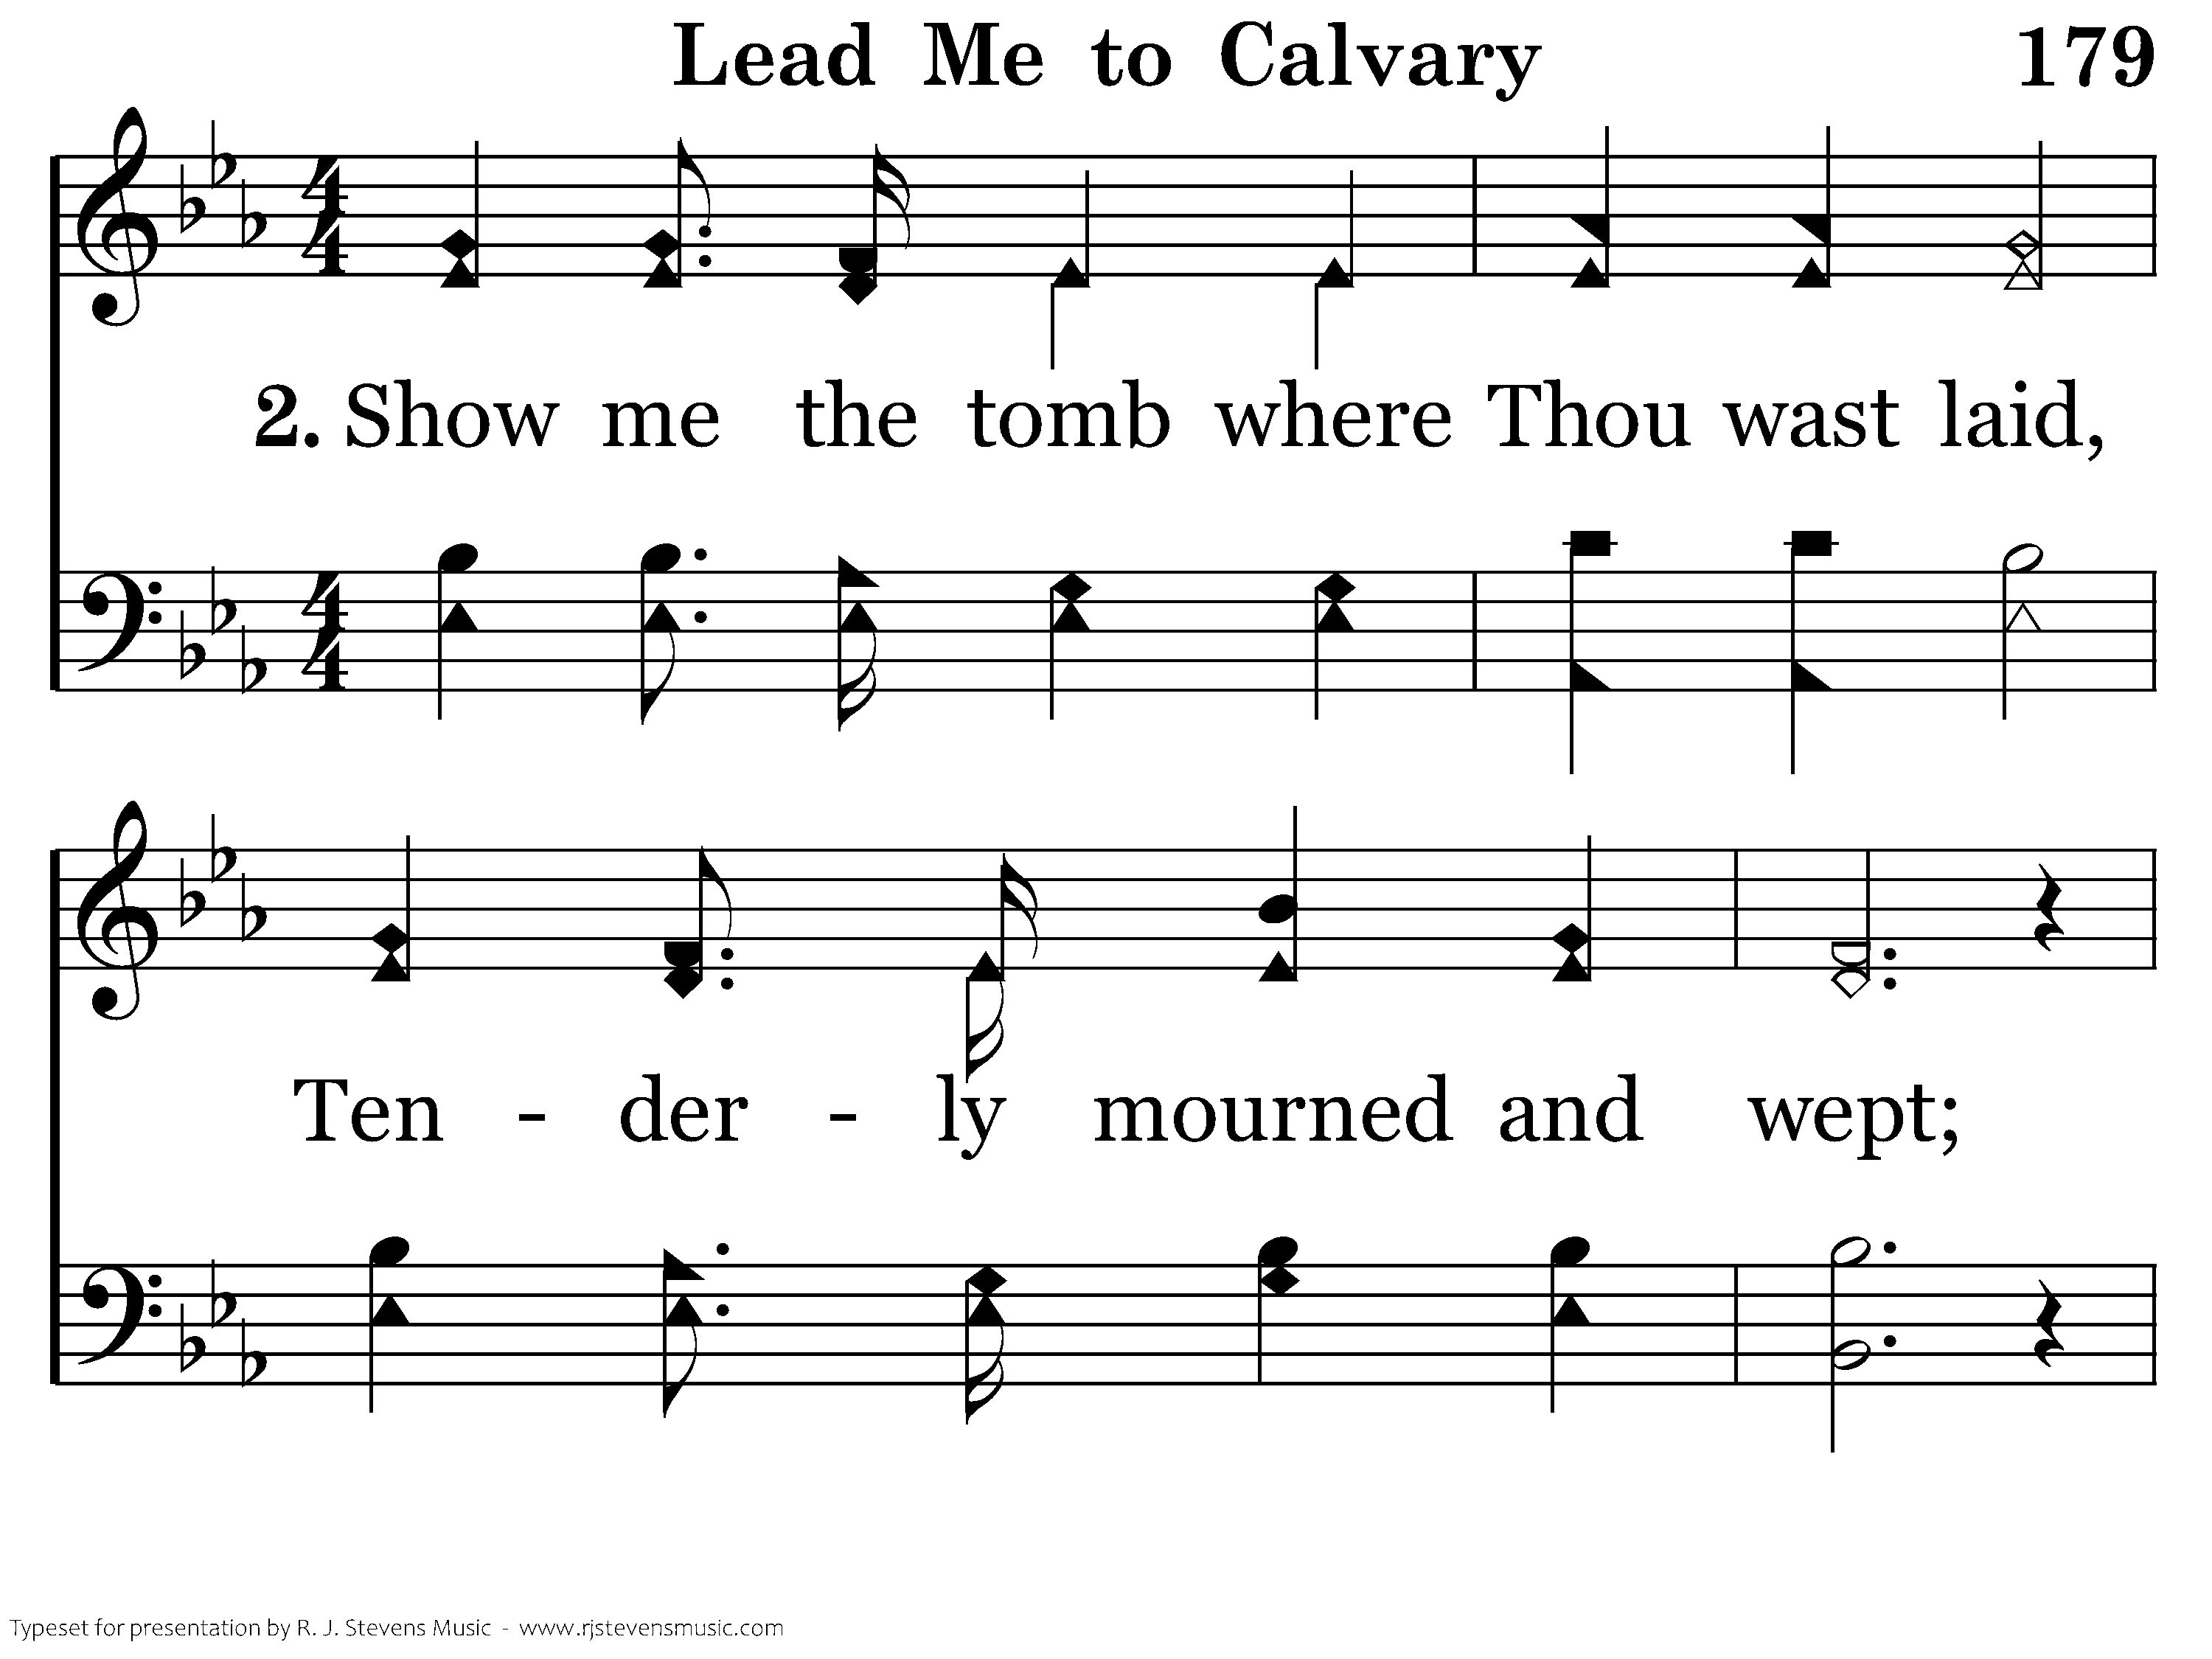 Lead Me to Calvary 179
2. Show me the tomb where Thou wast laid,
Ten - der - ly mourned and wept;
Typeset for presentation by R. J. Stevens Music - www.rjstevensmusic.com